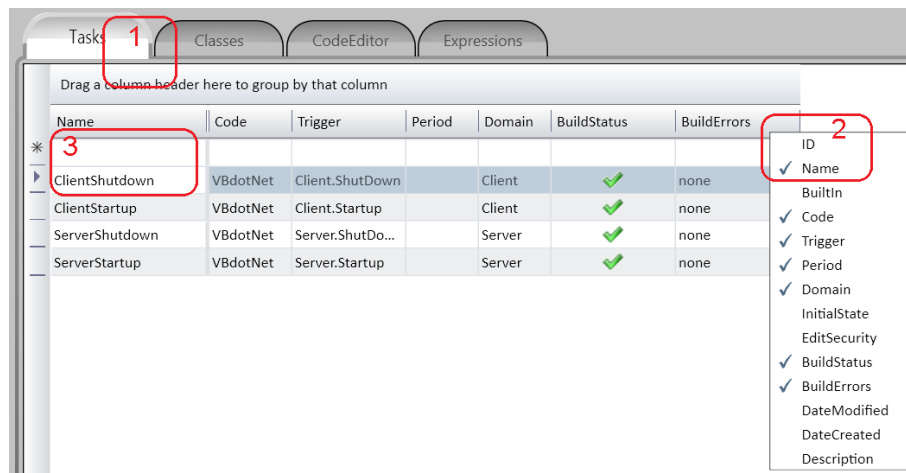 Tasks 1 Classes CodeEditor Expressions
Drag a column header here to group by that column
Name Code Trigger Period Domain BuildStatus BuildErrors
3
ClientShutdown VBdotNet Client.ShutDown Client none
ClientStartup VBdotNet Client.Startup Client none
ServerShutdown VBdotNet Server.ShutDo... Server none
ServerStartup VBdotNet Server.Startup Server none
2
ID
Name
BuiltIn
Code
Trigger
Period
Domain
InitialState
EditSecurity
BuildStatus
BuildErrors
DateModified
DateCreated
Description